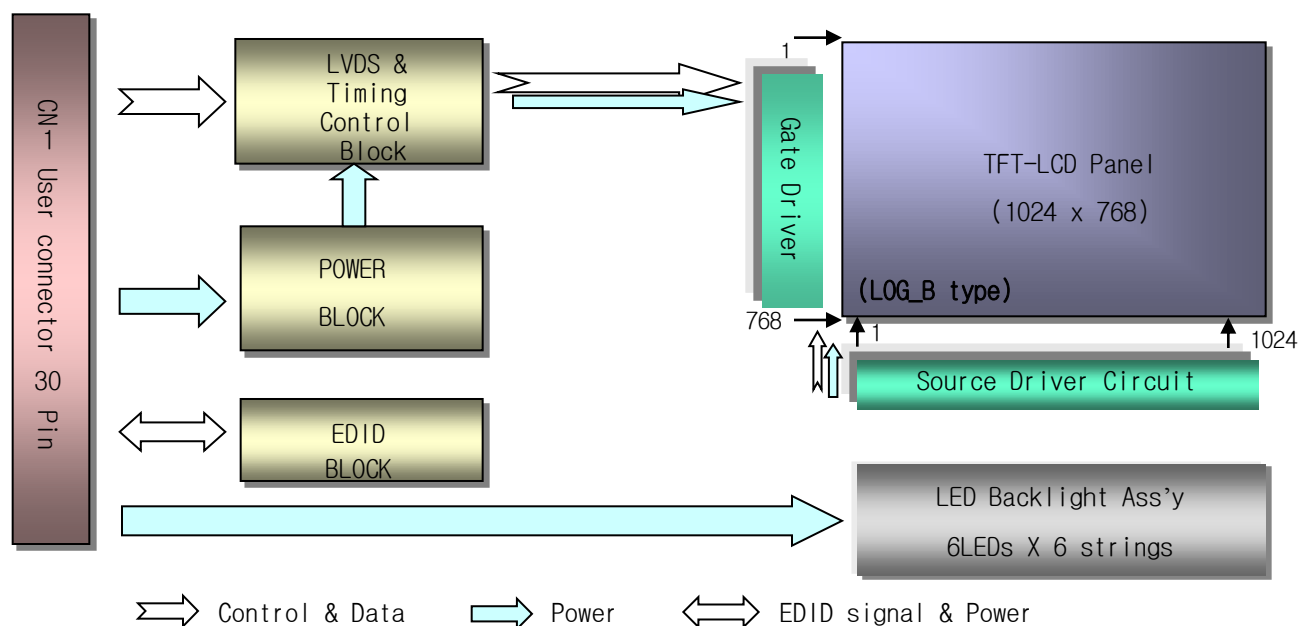 CN-1 User connector 30 Pin
LVDS &
Timing
Control
Block
POWER
BLOCK
EDID
BLOCK
Gate Driver
1
768
TFT-LCD Panel
(1024 x 768)
(LOG_B type)
1
1024
Source Driver Circuit
LED Backlight Ass'y
6LEDs X 6 strings
Control & Data
Power
EDID signal & Power